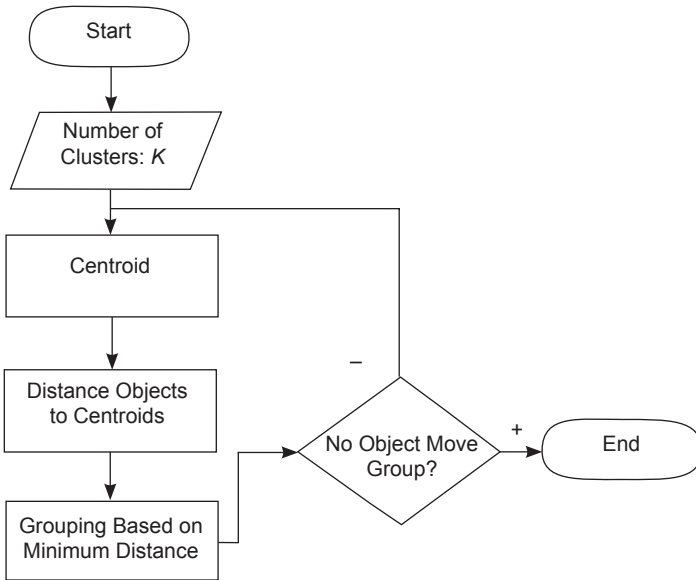 Start
Number of
Clusters: K
Centroid
Distance Objects
to Centroids
Grouping Based on
Minimum Distance
–
No Object Move
Group?
+
End